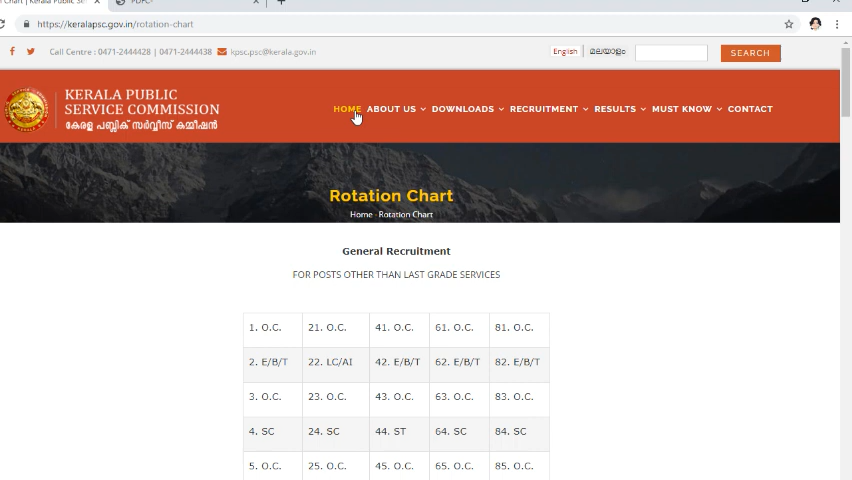 https://keralapsc.gov.in/rotation-chart
Call Centre : 0471-2444428 | 0471-2444438 kpsc.psc@kerala.gov.in English മലയാളം SEARCH
KERALA PUBLIC
SERVICE COMMISSION
കേരള പബ്ലിക് സർവ്വീസ് കമ്മീഷൻ
HOME ABOUT US DOWNLOADS RECRUITMENT RESULTS MUST KNOW CONTACT
Rotation Chart
Home - Rotation Chart
General Recruitment
FOR POSTS OTHER THAN LAST GRADE SERVICES
1. O.C. 21. O.C. 41. O.C. 61. O.C. 81. O.C.
2. E/B/T 22. LC/AI 42. E/B/T 62. E/B/T 82. E/B/T
3. O.C. 23. O.C. 43. O.C. 63. O.C. 83. O.C.
4. SC 24. SC 44. ST 64. SC 84. SC
5. O.C. 25. O.C. 45. O.C. 65. O.C. 85. O.C.